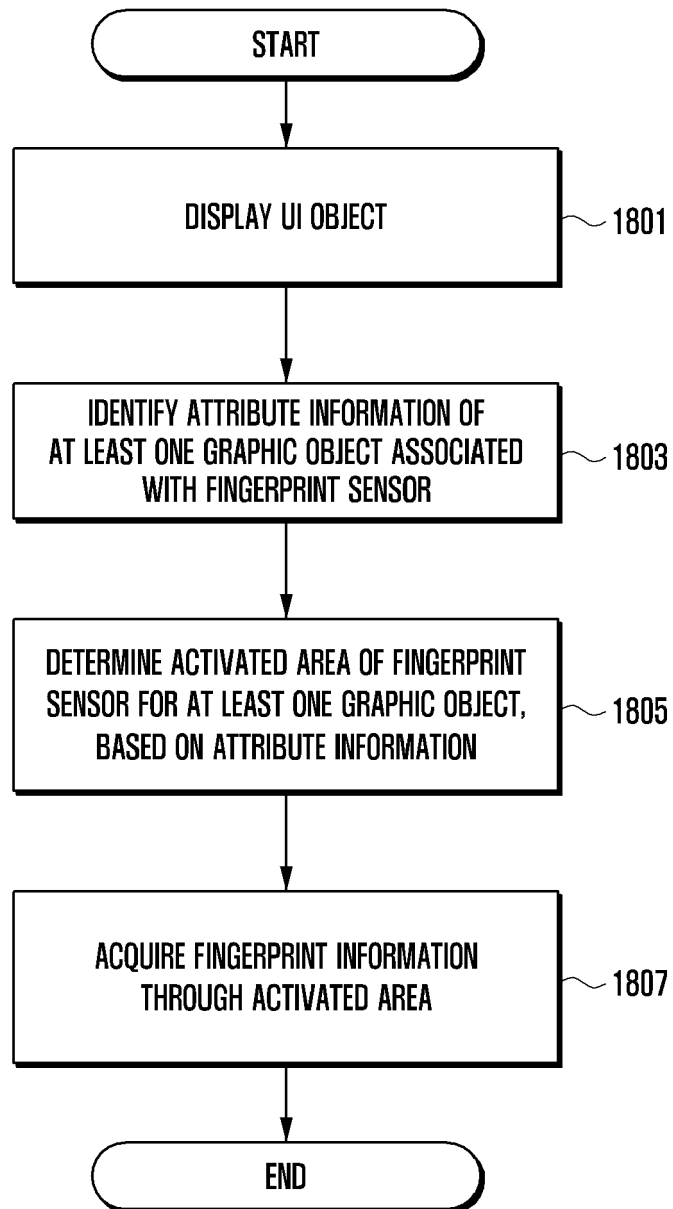 START
DISPLAY UI OBJECT
1801
IDENTIFY ATTRIBUTE INFORMATION OF
AT LEAST ONE GRAPHIC OBJECT ASSOCIATED
WITH FINGERPRINT SENSOR
1803
DETERMINE ACTIVATED AREA OF FINGERPRINT
SENSOR FOR AT LEAST ONE GRAPHIC OBJECT,
BASED ON ATTRIBUTE INFORMATION
1805
ACQUIRE FINGERPRINT INFORMATION
THROUGH ACTIVATED AREA
1807
END